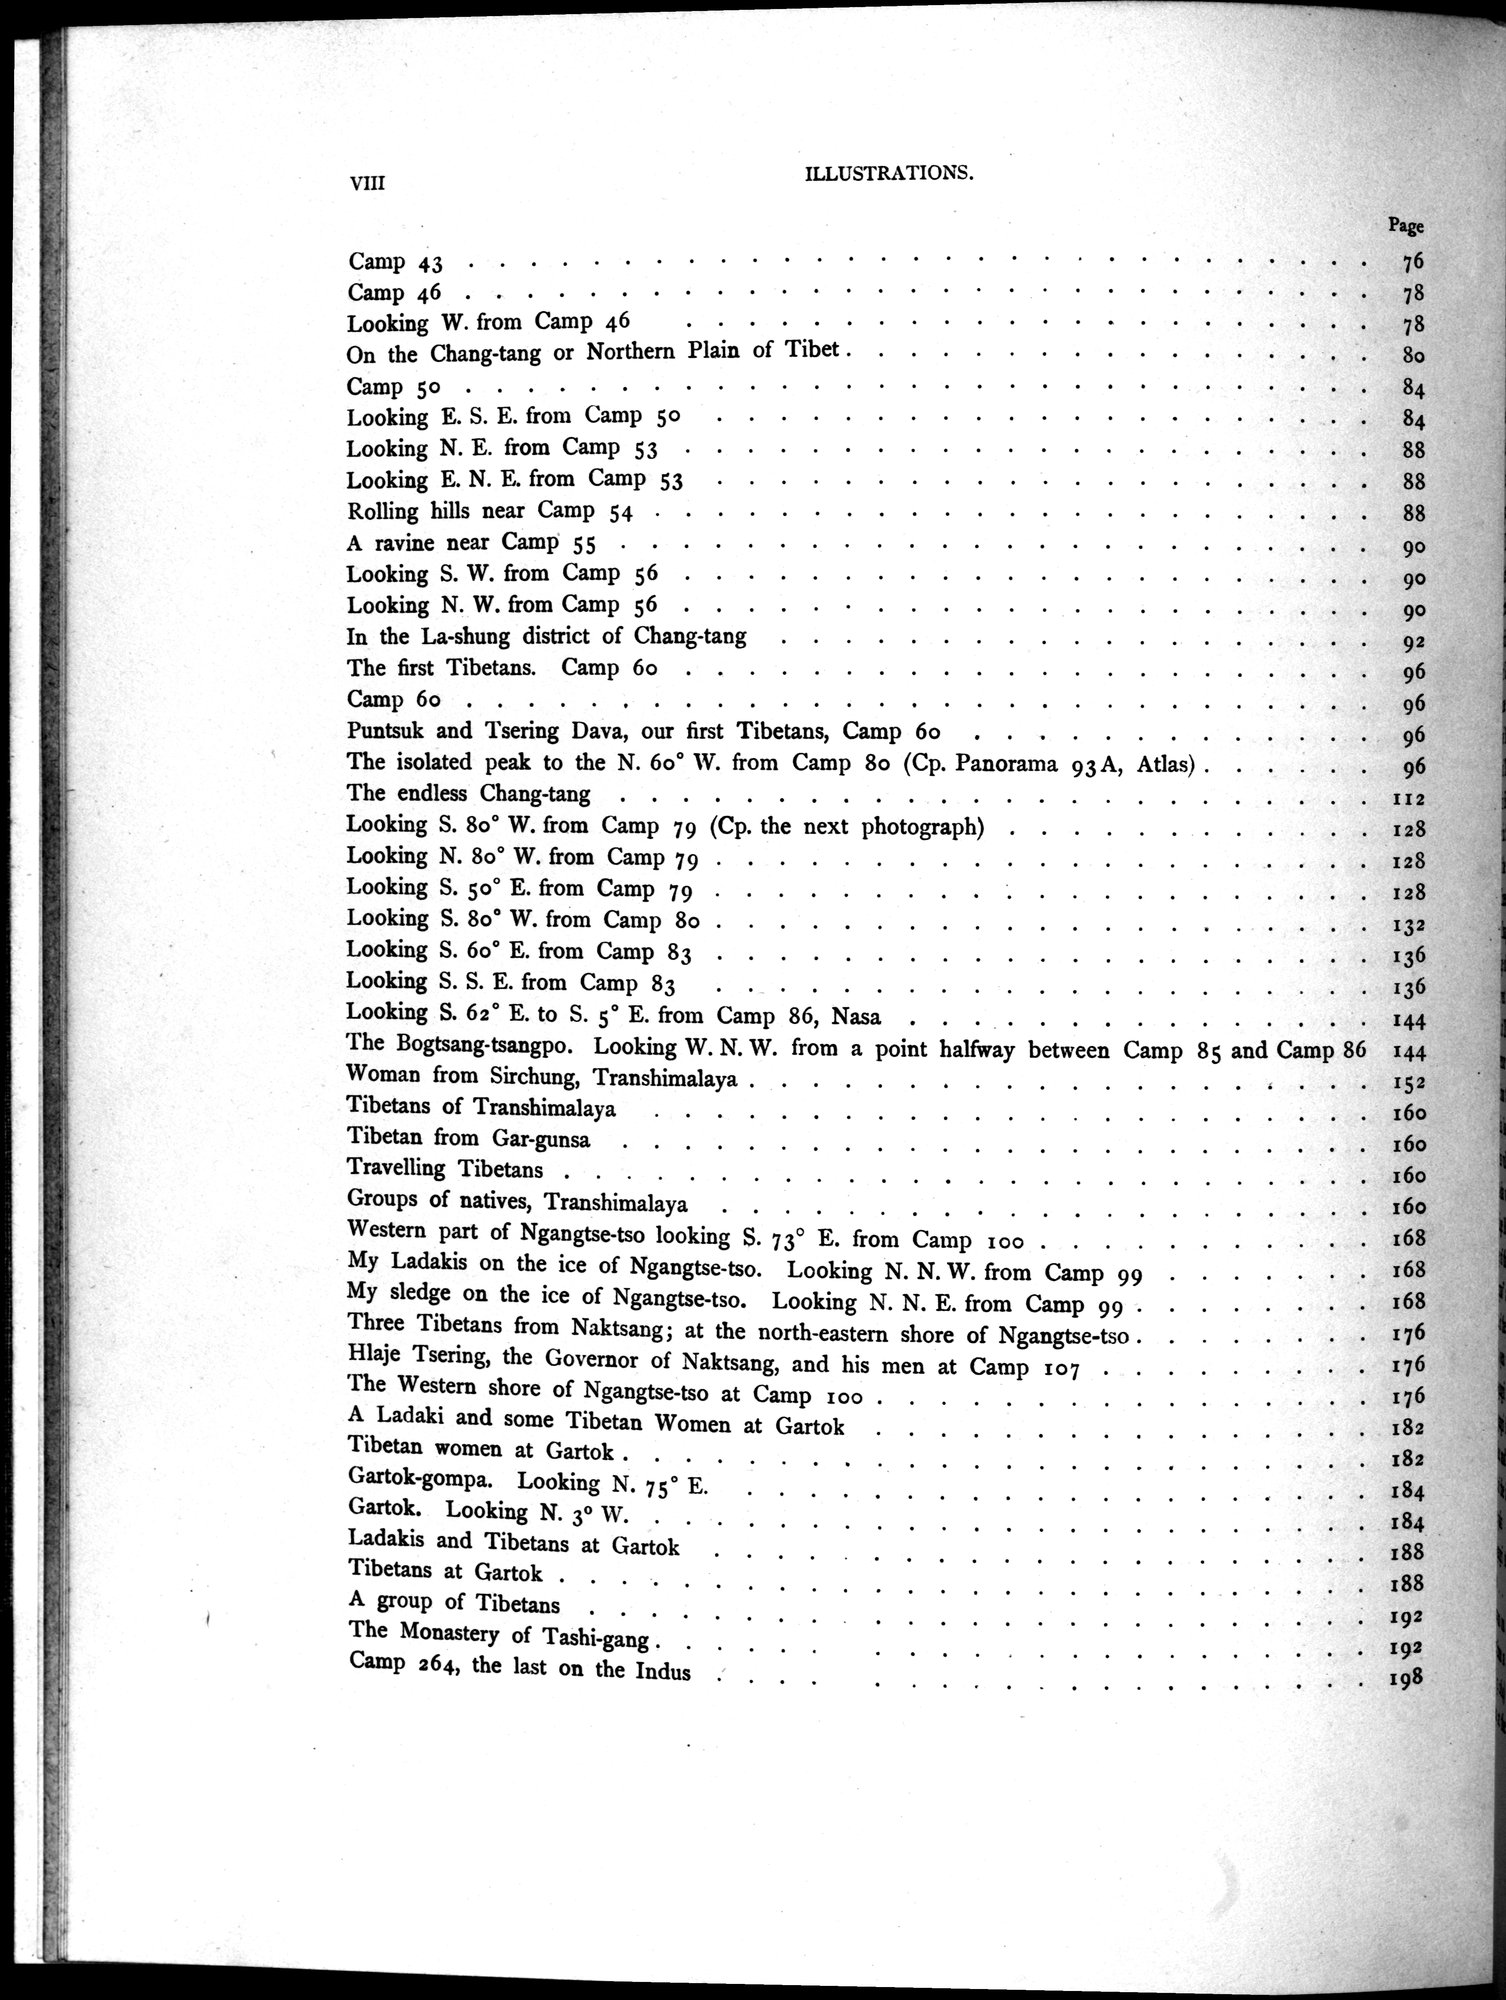 VIII ILLUSTRATIONS.
Page
Camp 43 . . . . . . . . . . . . . . . . . . . . . . . . . . . . . 76
Camp 46 . . . . . . . . . . . . . . . . . . . . . . . . . . . . . 78
Looking W. from Camp 46 . . . . . . . . . . . . . . . . . . . . . . 78
On the Chang-tang or Northern Plain of Tibet . . . . . . . . . . . . . . . . . 80
Camp 50 . . . . . . . . . . . . . . . . . . . . . . . . . . . . . 84
Looking E. S. E. from Camp 50 . . . . . . . . . . . . . . . . . . . . . 84
Looking N. E. from Camp 53 . . . . . . . . . . . . . . . . . . . . . . 88
Looking E. N. E. from Camp 53 . . . . . . . . . . . . . . . . . . . . . 88
Rolling hills near Camp 54 . . . . . . . . . . . . . . . . . . . . . . . 88
A ravine near Camp 55 . . . . . . . . . . . . . . . . . . . . . . . . 90
Looking S. W. from Camp 56 . . . . . . . . . . . . . . . . . . . . . . 90
Looking N. W. from Camp 56 . . . . . . . . . . . . . . . . . . . . . . 90
In the La-shung district of Chang-tang . . . . . . . . . . . . . . . . . . . 92
The first Tibetans. Camp 60 . . . . . . . . . . . . . . . . . . . . . . 96
Camp 60 . . . . . . . . . . . . . . . . . . . . . . . . . . . . . 96
Puntsuk and Tsering Dava, our first Tibetans, Camp 60 . . . . . . . . . . . . . 96
The isolated peak to the N. 60° W. from Camp 80 (Cp. Panorama 93 A, Atlas) . . . . . . 96
The endless Chang-tang . . . . . . . . . . . . . . . . . . . . . . . . 112
Looking S. 80° W. from Camp 79 (Cp. the next photograph) . . . . . . . . . . . . 128
Looking N. 80° W. from Camp 79 . . . . . . . . . . . . . . . . . . . . . 128
Looking S. 50° E. from Camp 79 . . . . . . . . . . . . . . . . . . . . . 128
Looking S. 80° W. from Camp 80 . . . . . . . . . . . . . . . . . . . . . 132
Looking S. 60° E. from Camp 83 . . . . . . . . . . . . . . . . . . . . . 136
Looking S. S. E. from Camp 83 . . . . . . . . . . . . . . . . . . . . . 136
Looking S. 62° E. to S. 5° E. from Camp 86, Nasa . . . . . . . . . . . . . . . 144
The Bogtsang-tsangpo. Looking W. N. W. from a point halfway between Camp 85 and Camp 86 144
Woman from Sirchung, Transhimalaya . . . . . . . . . . . . . . . . . . . . 152
Tibetans of Transhimalaya . . . . . . . . . . . . . . . . . . . . . . . 160
Tibetan from Gar-gunsa . . . . . . . . . . . . . . . . . . . . . . . . 160
Travelling Tibetans . . . . . . . . . . . . . . . . . . . . . . . . . . 160
Groups of natives, Transhimalaya . . . . . . . . . . . . . . . . . . . . . 160
Western part of Ngangtse-tso looking S. 73° E. from Camp 100 . . . . . . . . . . . 168
My Ladakis on the ice of Ngangtse-tso. Looking N. N. W. from Camp 99 . . . . . . . 168
My sledge on the ice of Ngangtse-tso. Looking N. N. E. from Camp 99 . . . . . . . . 168
Three Tibetans from Naktsang; at the north-eastern shore of Ngangtse-tso . . . . . . . . 176
Hlaje Tsering, the Governor of Naktsang, and his men at Camp 107 . . . . . . . . . 176
The Western shore of Ngangtse-tso at Camp 100 . . . . . . . . . . . . . . . . 176
A Ladaki and some Tibetan Women at Gartok . . . . . . . . . . . . . . . . 182
Tibetan women at Gartok . . . . . . . . . . . . . . . . . . . . . . . . 182
Gartok-gompa. Looking N. 75° E. . . . . . . . . . . . . . . . . . . . . . 184
Gartok. Looking N. 3° W. . . . . . . . . . . . . . . . . . . . . . . . . 184
Ladakis and Tibetans at Gartok . . . . . . . . . . . . . . . . . . . . . 188
Tibetans at Gartok . . . . . . . . . . . . . . . . . . . . . . . . . . 188
A group of Tibetans . . . . . . . . . . . . . . . . . . . . . . . . . 192
The Monastery of Tashi-gang . . . . . . . . . . . . . . . . . . . . . . 192
Camp 264, the last on the Indus . . . . . . . . . . . . . . . . . . . . 198